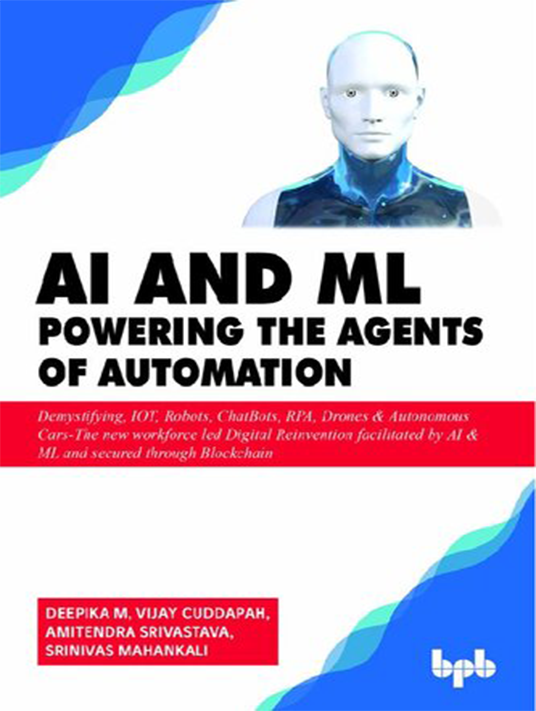 AI AND ML
POWERING THE AGENTS
OF AUTOMATION
Demystifying, IOT, Robots, ChatBots, RPA, Drones & Autonomous
Cars-The new workforce led Digital Reinvention facilitated by AI &
ML and secured through Blockchain
DEEPIKA M, VIJAY CUDDAPAH,
AMITENDRA SRIVASTAVA,
SRINIVAS MAHANKALI
bpb